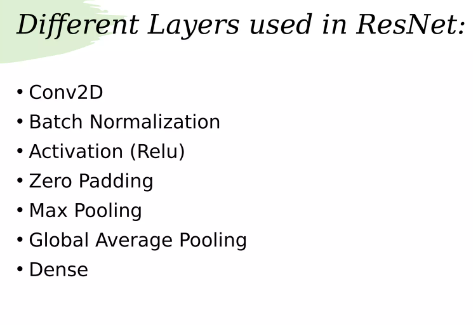 Different Layers used in ResNet:
• Conv2D
• Batch Normalization
• Activation (Relu)
• Zero Padding
• Max Pooling
• Global Average Pooling
• Dense